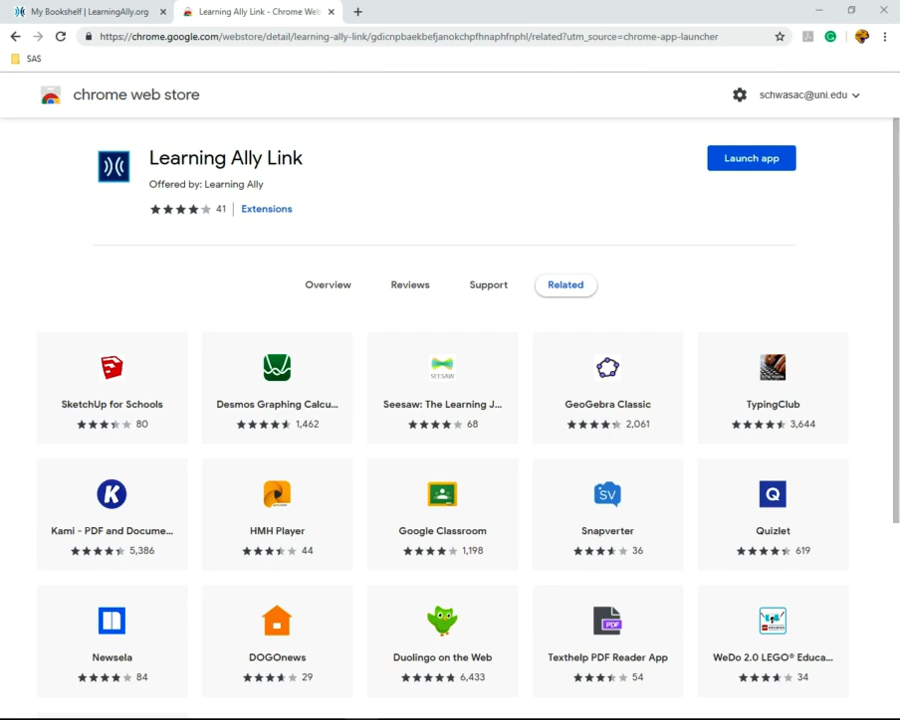 My Bookshelf | LearningAlly.org
Learning Ally Link - Chrome Web
https://chrome.google.com/webstore/detail/learning-ally-link/gdicnpbaekbefjanokchpfhnaphfnphl/related?utm_source=chrome-app-launcher
SAS
chrome web store
schwasac@uni.edu
Learning Ally Link
Launch app
Offered by: Learning Ally
41 | Extensions
Overview Reviews Support Related
SketchUp for Schools Desmos Graphing Calcu... Seesaw: The Learning J... GeoGebra Classic TypingClub
80 1,462 68 2,061 3,644
Kami - PDF and Docume... HMH Player Google Classroom Snapverter Quizlet
5,386 44 1,198 36 619
Newsela DOGOnews Duolingo on the Web Texthelp PDF Reader App WeDo 2.0 LEGO® Educa...
84 29 6,433 54 34
SEESAW
K
SV
Q
PDF